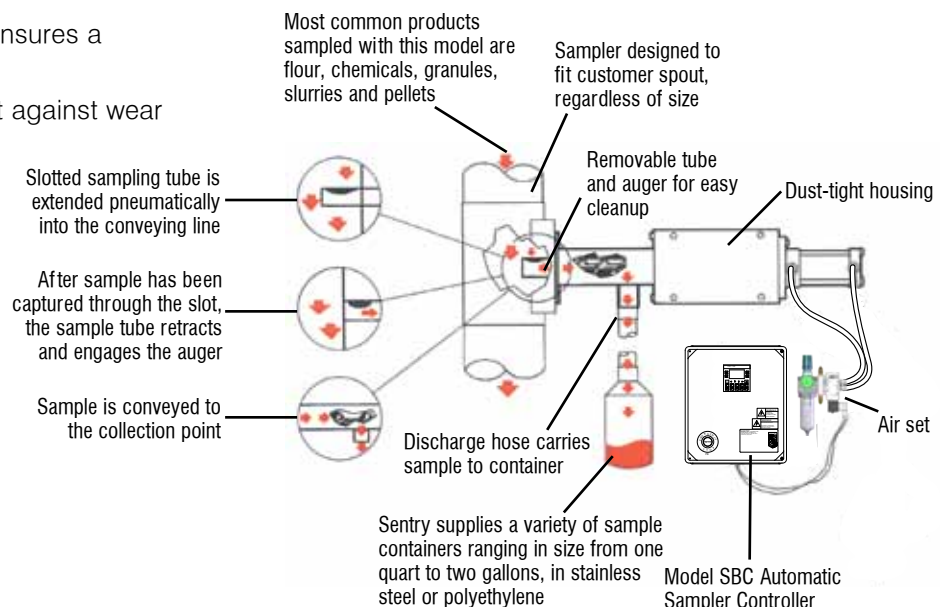 nsures a
t against wear
Most common products
sampled with this model are
flour, chemicals, granules,
slurries and pellets
Sampler designed to
fit customer spout,
regardless of size
Removable tube
and auger for easy
cleanup
Dust-tight housing
Slotted sampling tube is
extended pneumatically
into the conveying line
After sample has been
captured through the slot,
the sample tube retracts
and engages the auger
Sample is conveyed to
the collection point
Discharge hose carries
sample to container
Air set
Sentry supplies a variety of sample
containers ranging in size from one
quart to two gallons, in stainless
steel or polyethylene
Model SBC Automatic
Sampler Controller